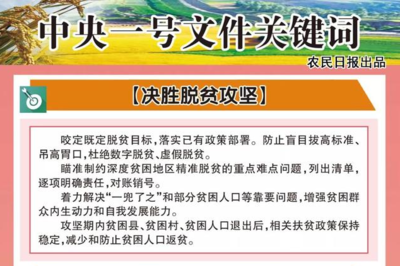 中央一号文件关键词
农民日报出品
【决胜脱贫攻坚】
咬定既定脱贫目标，落实已有政策部署。防止盲目拔高标准、
吊高胃口，杜绝数字脱贫、虚假脱贫。
瞄准制约深度贫困地区精准脱贫的重点难点问题，列出清单，
逐项明确责任，对账销号。
着力解决“一兜了之”和部分贫困人口等靠要问题，增强贫困群
众内生动力和自我发展能力。
攻坚期内贫困县、贫困村、贫困人口退出后，相关扶贫政策保持
稳定，减少和防止贫困人口返贫。